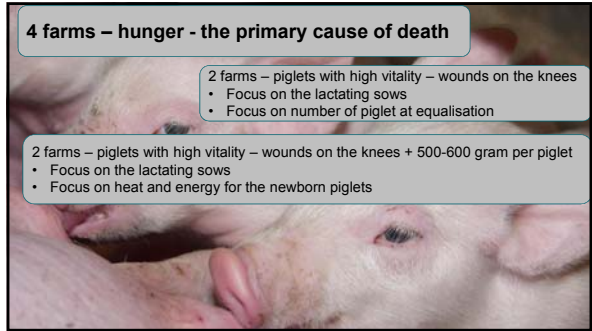 4 farms – hunger - the primary cause of death
2 farms – piglets with high vitality – wounds on the knees
• Focus on the lactating sows
• Focus on number of piglet at equalisation
2 farms – piglets with high vitality – wounds on the knees + 500-600 gram per piglet
• Focus on the lactating sows
• Focus on heat and energy for the newborn piglets